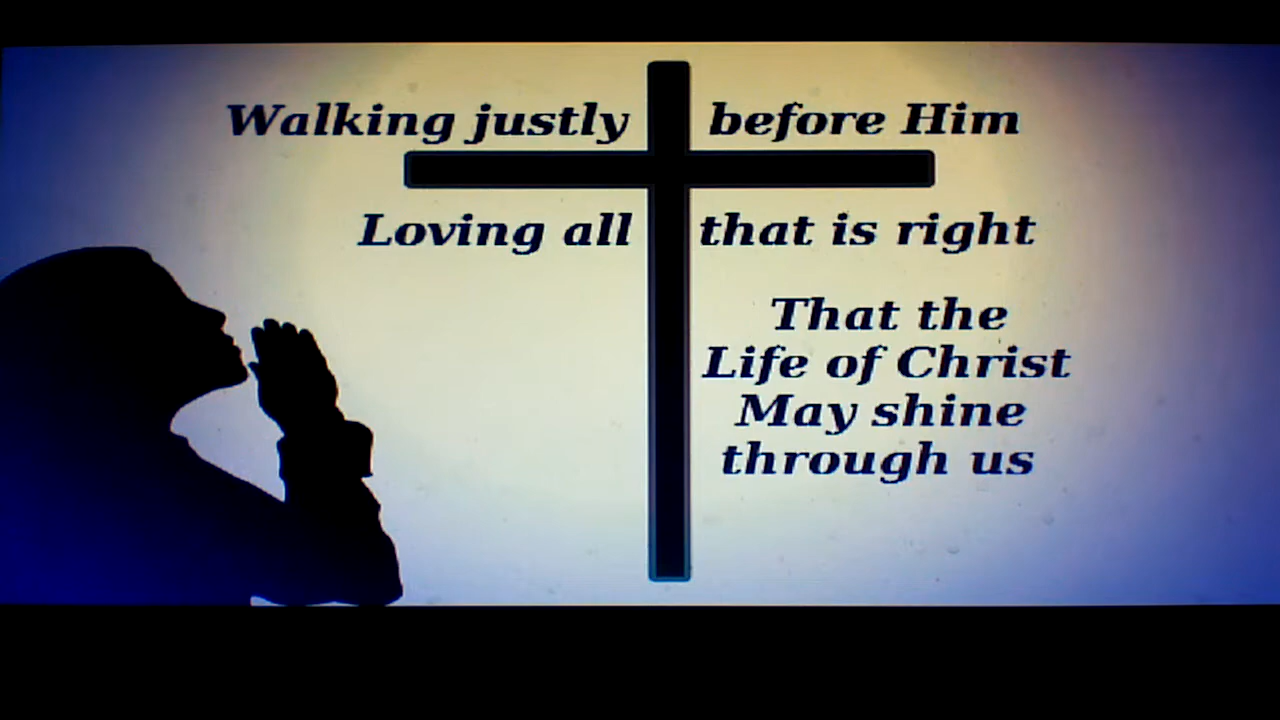 Walking justly before Him
Loving all that is right
That the
Life of Christ
May shine
through us